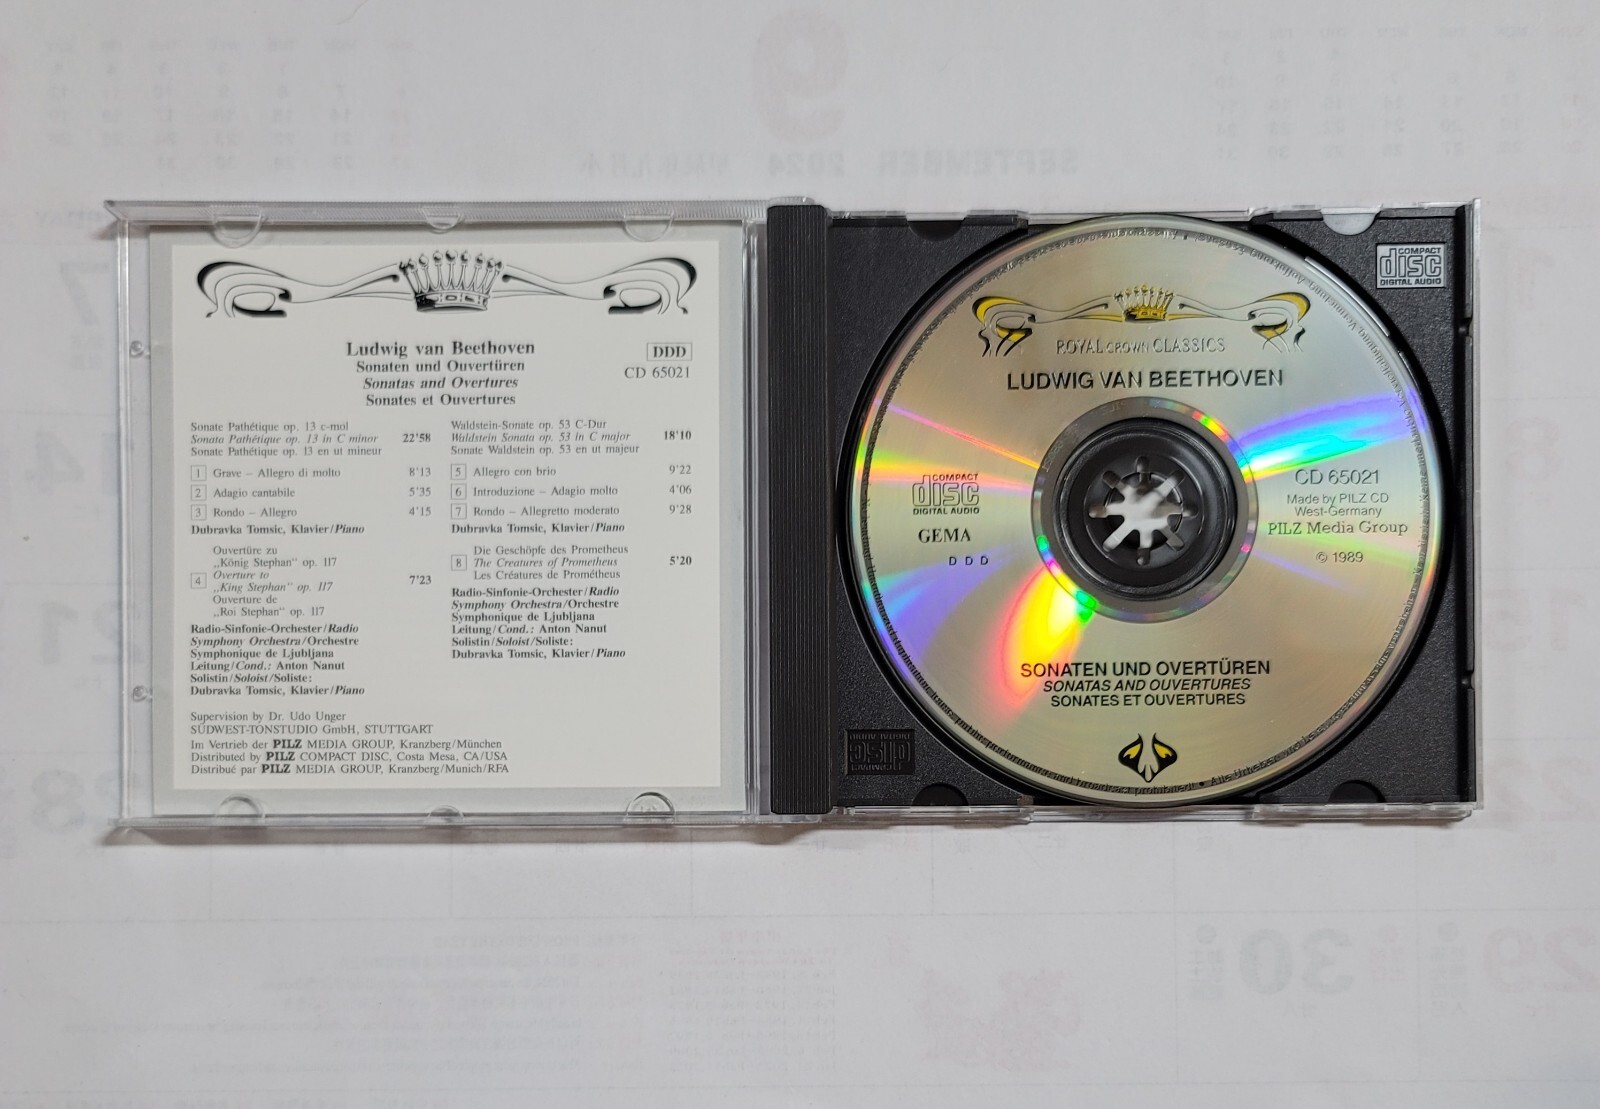 Ludwig van Beethoven
Sonaten und Ouvertüren
Sonatas and Overtures
Sonates et Ouvertures
DDD
CD 65021
Sonate Pathétique op. 13 c-mol
Sonata Pathétique op. 13 in C minor 22'58
Sonate Pathétique op. 13 en ut mineur
1 Grave – Allegro di molto 8'13
2 Adagio cantabile 5'35
3 Rondo – Allegro 4'15
Dubravka Tomsic, Klavier/Piano
Ouvertüre zu
„König Stephan“ op. 117
4 Overture to
„King Stephan“ op. 117 7'23
Ouverture de
„Roi Stephan“ op. 117
Radio-Sinfonie-Orchester/Radio
Symphony Orchestra/Orchestre
Symphonique de Ljubljana
Leitung/Cond.: Anton Nanut
Solistin/Soloist/Soliste:
Dubravka Tomsic, Klavier/Piano
Waldstein-Sonate op. 53 C-Dur
Waldstein Sonata op. 53 in C major 18'10
Sonate Waldstein op. 53 en ut majeur
5 Allegro con brio 9'22
6 Introduzione – Adagio molto 4'06
7 Rondo – Allegretto moderato 9'28
Dubravka Tomsic, Klavier/Piano
Die Geschöpfe des Prometheus
8 The Creatures of Prometheus 5'20
Les Créatures de Prométheus
Radio-Sinfonie-Orchester/Radio
Symphony Orchestra/Orchestre
Symphonique de Ljubljana
Leitung/Cond.: Anton Nanut
Solistin/Soloist/Soliste:
Dubravka Tomsic, Klavier/Piano
Supervision by Dr. Udo Unger
SÜDWEST-TONSTUDIO GmbH, STUTTGART
Im Vertrieb der PILZ MEDIA GROUP, Kranzberg/München
Distributed by PILZ COMPACT DISC, Costa Mesa, CA/USA
Distribué par PILZ MEDIA GROUP, Kranzberg/Munich/RFA
COMPACT
disc
DIGITAL AUDIO
ROYAL CROWN CLASSICS
LUDWIG VAN BEETHOVEN
COMPACT
disc
DIGITAL AUDIO
GEMA
DDD
CD 65021
Made by PILZ CD
West-Germany
PILZ Media Group
© 1989
SONATEN UND OVERTÜREN
SONATAS AND OUVERTURES
SONATES ET OUVERTURES
performances and broadcast prohibited! • Alle
COMPACT
disc
DIGITAL AUDIO
9
SEPTEMBER 2024